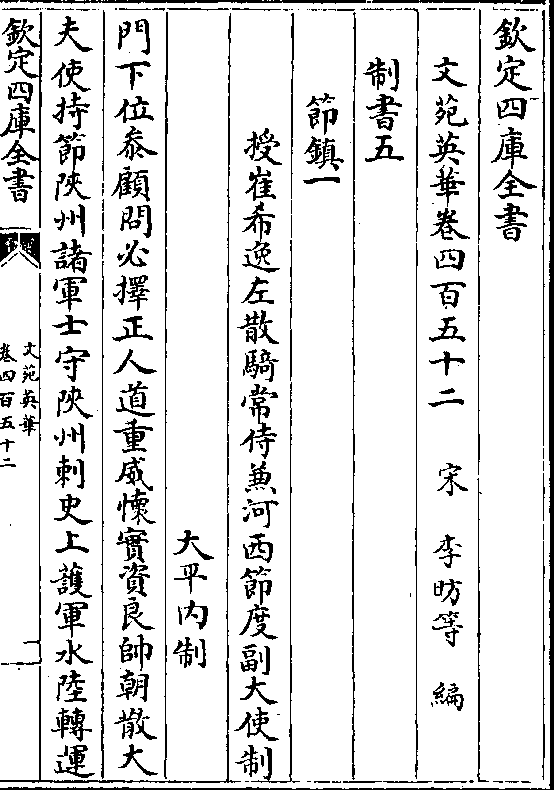 欽定四庫全書
文苑英華卷四百五十二　宋　李昉等　編
制書五
節鎮一
授崔希逸左散騎常侍兼河西節度副大使制
大平内制
門下位叅顧問必擇正人道重威懷實資良帥朝散大
夫使持節陜州諸軍士守陜州刺史上護軍水陸轉運
欽定四庫全書
文苑英華
卷四百五十二
一